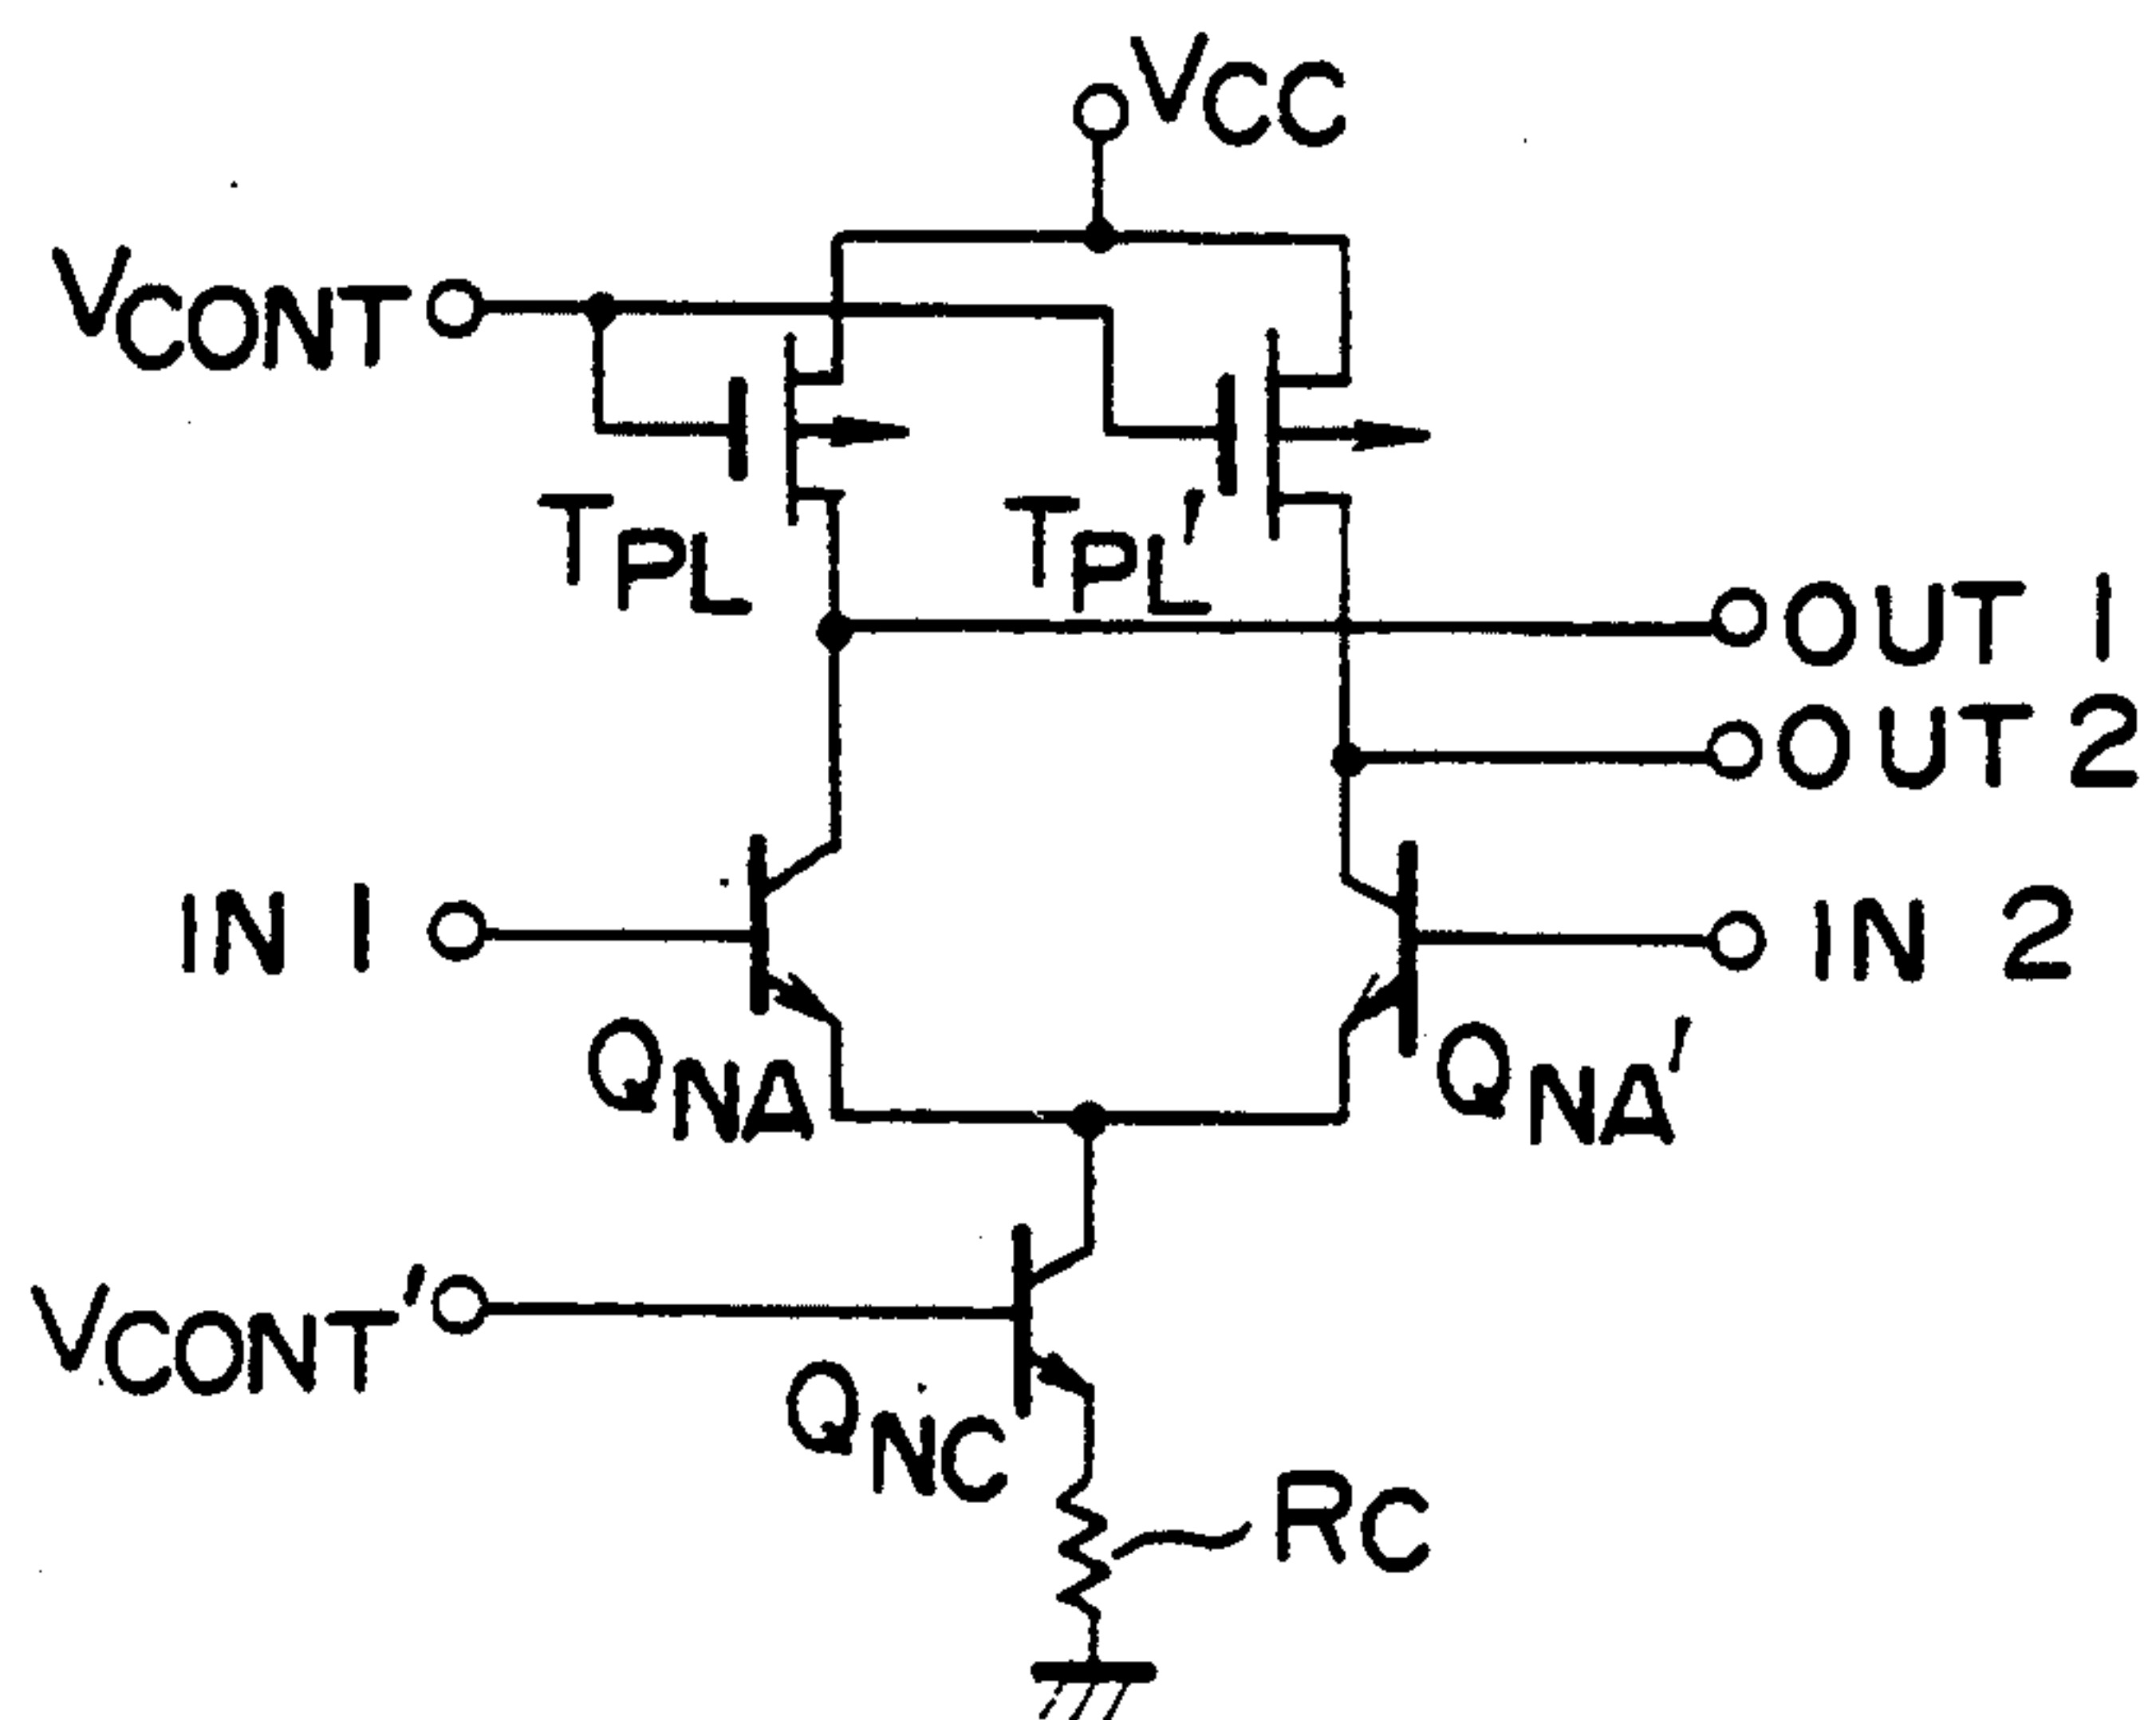 VCC
VCONT
TPL
TPL'
OUT 1
OUT 2
IN 1
IN 2
QNA
QNA'
VCONT'
QNC
RC